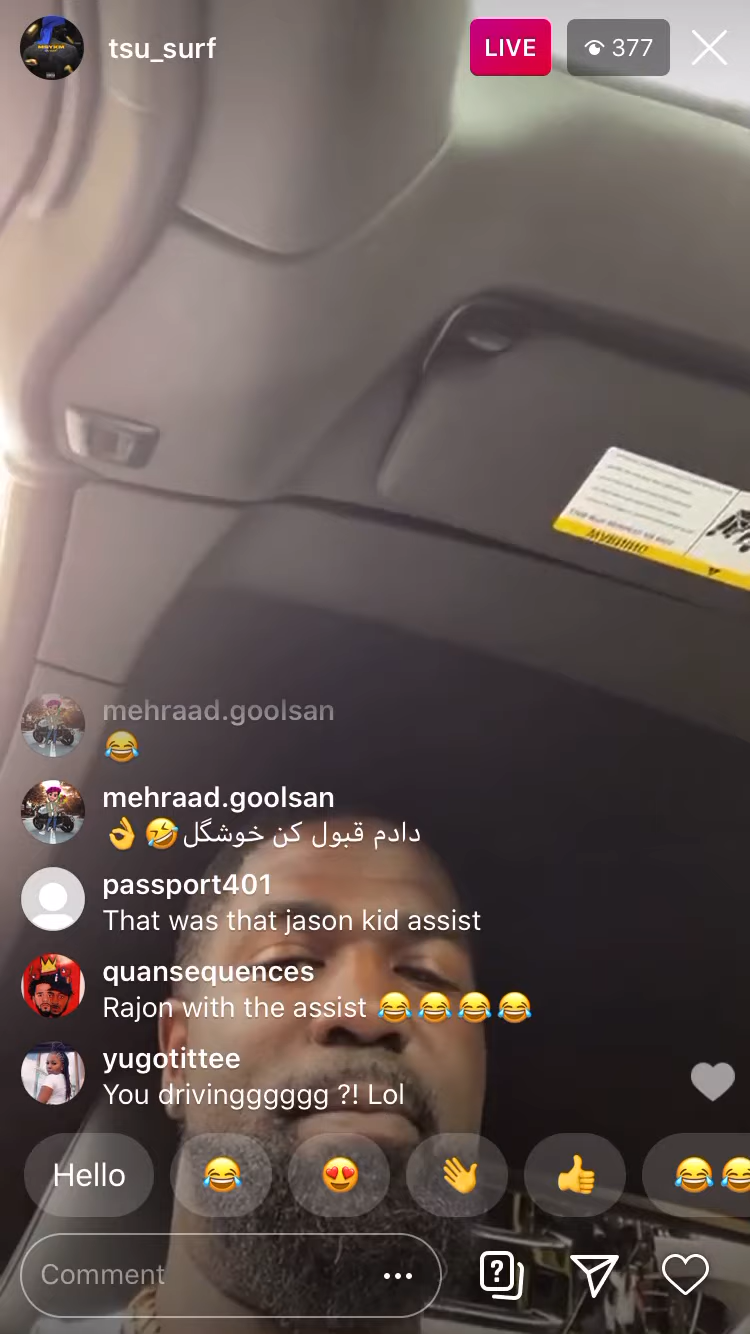 tsu_surf
LIVE
377
mehraad.goolsan
😂
mehraad.goolsan
دادم قبول کن خوشگل🤣👌
passport401
That was that jason kid assist
quansequences
Rajon with the assist 😂😂😂😂
yugotittee
You drivingggggg ?! Lol
Hello
😂
😍
👋
👍
😂😂
Comment